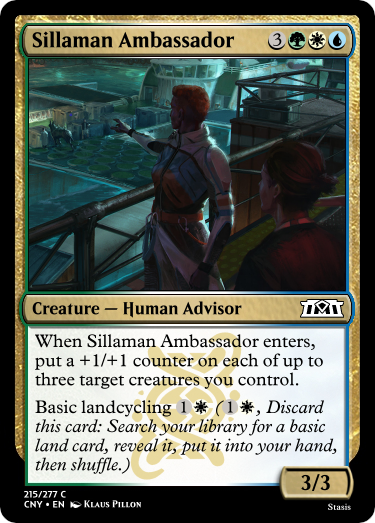 Sillaman Ambassador 3
Creature — Human Advisor
When Sillaman Ambassador enters,
put a +1/+1 counter on each of up to
three target creatures you control.
Basic landcycling 1 (1, Discard
this card: Search your library for a basic
land card, reveal it, put it into your hand,
then shuffle.)
3/3
215/277 C
CNY • EN Klaus Pillon
Stasis